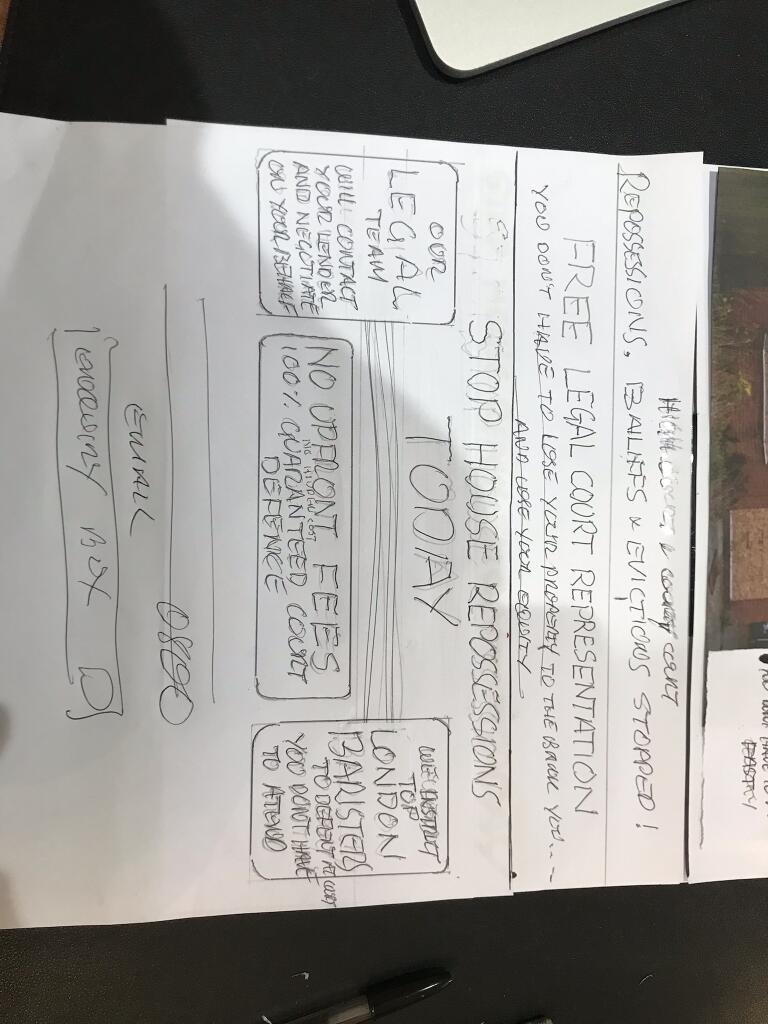 YOU DON'T HAVE TO
HIGH COURT & COUNTY COURT
REPOSSESSIONS, BAILIFFS & EVICTIONS STOPPED!
FREE LEGAL COURT REPRESENTATION
YOU DON'T HAVE TO LOSE YOUR PROPERTY TO THE BANK YOU....
AND LOSE YOUR EQUITY
STOP HOUSE REPOSSESSIONS
TODAY
OUR
LEGAL
TEAM
WILL CONTACT
YOUR LENDER
AND NEGOTIATE
ON YOUR BEHALF
NO UPFRONT FEES
NO HIDDEN COST
100% GUARANTEED COURT
DEFENCE
WE INSTRUCT
TOP
LONDON
BARISTERS
TO DEFEND AT COURT
YOU DON'T HAVE
TO ATTEND
0800
EMAIL
ENQUIRY BOX